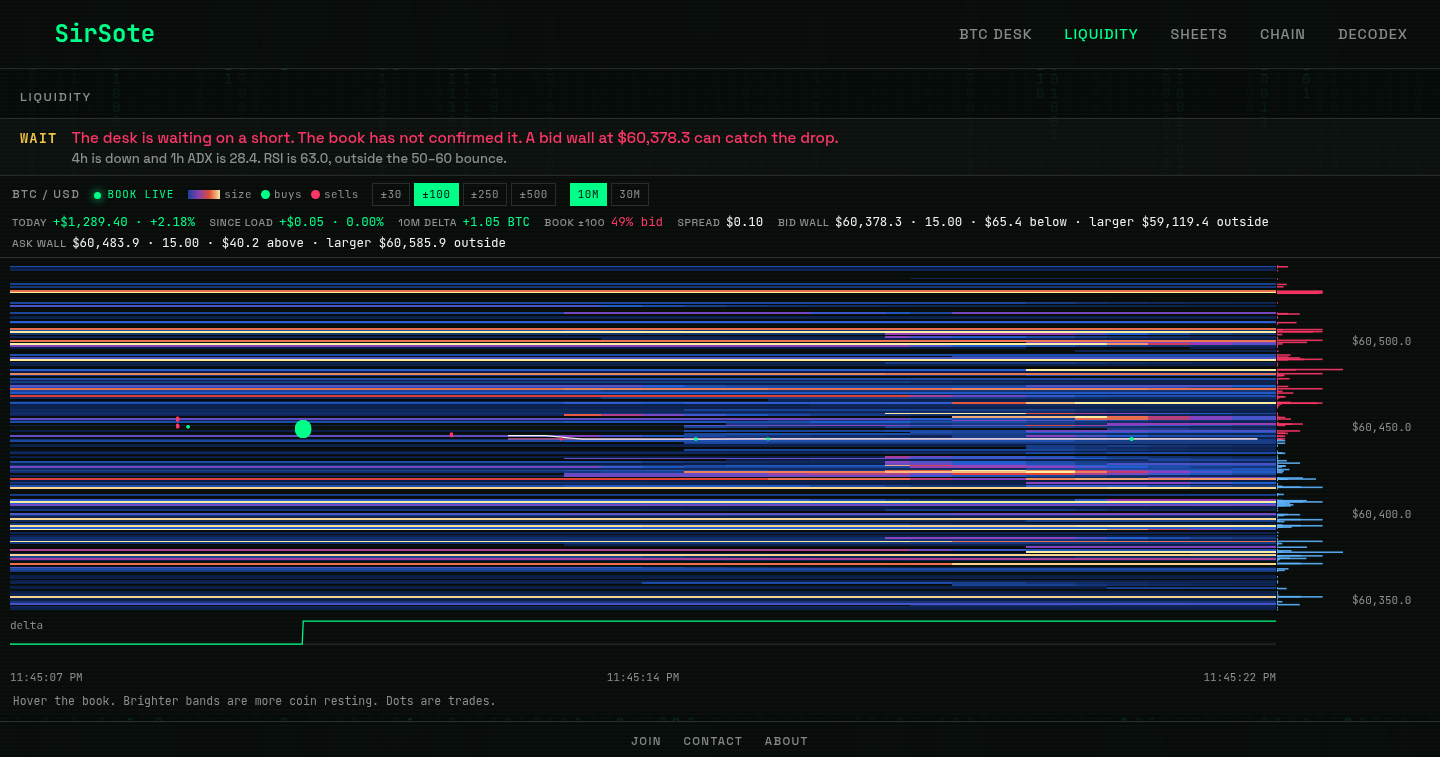 SirSote
BTC DESK LIQUIDITY SHEETS CHAIN DECODEX
LIQUIDITY
WAIT The desk is waiting on a short. The book has not confirmed it. A bid wall at $60,378.3 can catch the drop.
4h is down and 1h ADX is 28.4. RSI is 63.0, outside the 50–60 bounce.
BTC / USD BOOK LIVE size buys sells ±30 ±100 ±250 ±500 10M 30M
TODAY +$1,289.40 · +2.18% SINCE LOAD +$0.05 · 0.00% 10M DELTA +1.05 BTC BOOK ±100 49% bid SPREAD $0.10 BID WALL $60,378.3 · 15.00 · $65.4 below · larger $59,119.4 outside
ASK WALL $60,483.9 · 15.00 · $40.2 above · larger $60,585.9 outside
$60,500.0
$60,450.0
$60,400.0
$60,350.0
delta
11:45:07 PM 11:45:14 PM 11:45:22 PM
Hover the book. Brighter bands are more coin resting. Dots are trades.
JOIN CONTACT ABOUT